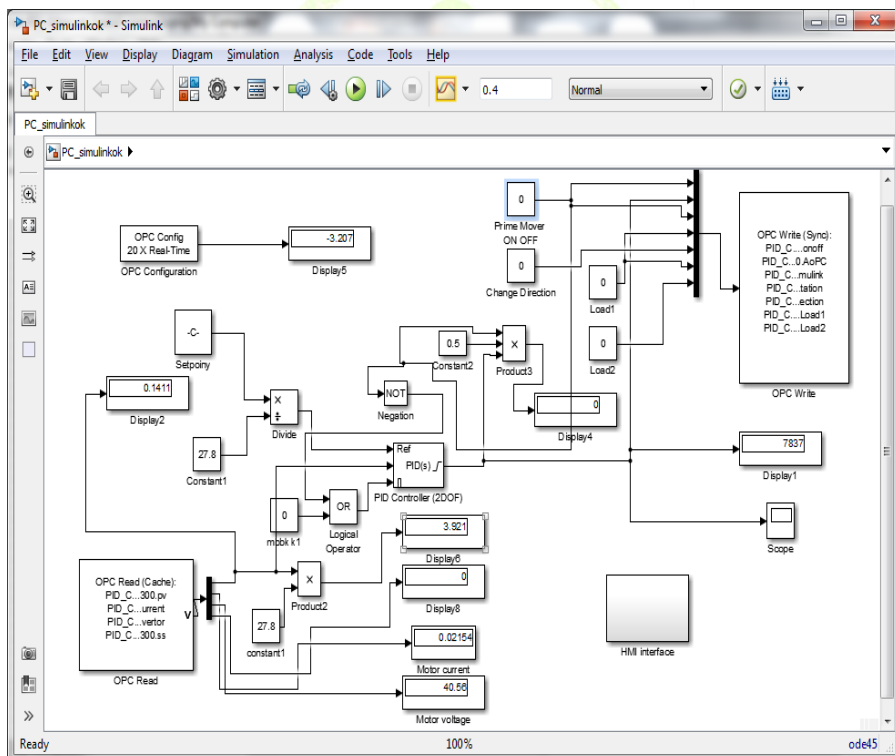 PC_simulinkok * - Simulink
File Edit View Display Diagram Simulation Analysis Code Tools Help
0.4
Normal
PC_simulinkok
PC_simulinkok
OPC Config
20 X Real-Time
OPC Configuration
-3.207
Display5
0
Prime Mover
ON OFF
0
Change Direction
0
Load1
0
Load2
OPC Write (Sync):
PID_C....onoff
PID_C...0.AoPC
PID_C...mulink
PID_C...tation
PID_C...ection
PID_C...Load1
PID_C...Load2
OPC Write
-C-
Setpoiny
0.1411
Display2
27.8
Constant1
Divide
0.5
Constant2
Product3
NOT
Negation
0
Display4
Ref
PID(s)
PID Controller (2DOF)
7837
Display1
0
OR
Logical
Operator
3.921
Display6
Scope
OPC Read (Cache):
PID_C...300.pv
PID_C...urrent
PID_C...vertor
PID_C...300.ss
V
OPC Read
Product2
27.8
constant1
0
Display8
0.02154
Motor current
40.56
Motor voltage
HMI interface
Ready
100%
ode45